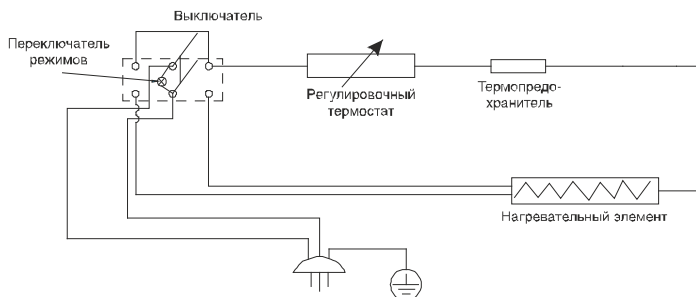 Выключатель
Переключатель
режимов
Регулировочный
термостат
Термопредо-
хранитель
Нагревательный элемент